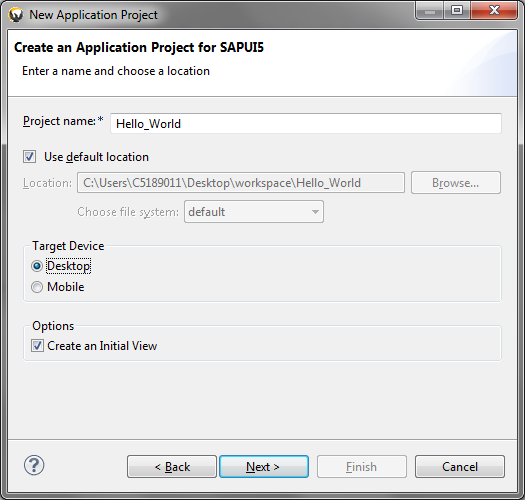 New Application Project
Create an Application Project for SAPUI5
Enter a name and choose a location
Project name:* Hello_World
Use default location
Location: C:\Users\C5189011\Desktop\workspace\Hello_World Browse...
Choose file system: default
Target Device
Desktop
Mobile
Options
Create an Initial View
? < Back Next > Finish Cancel